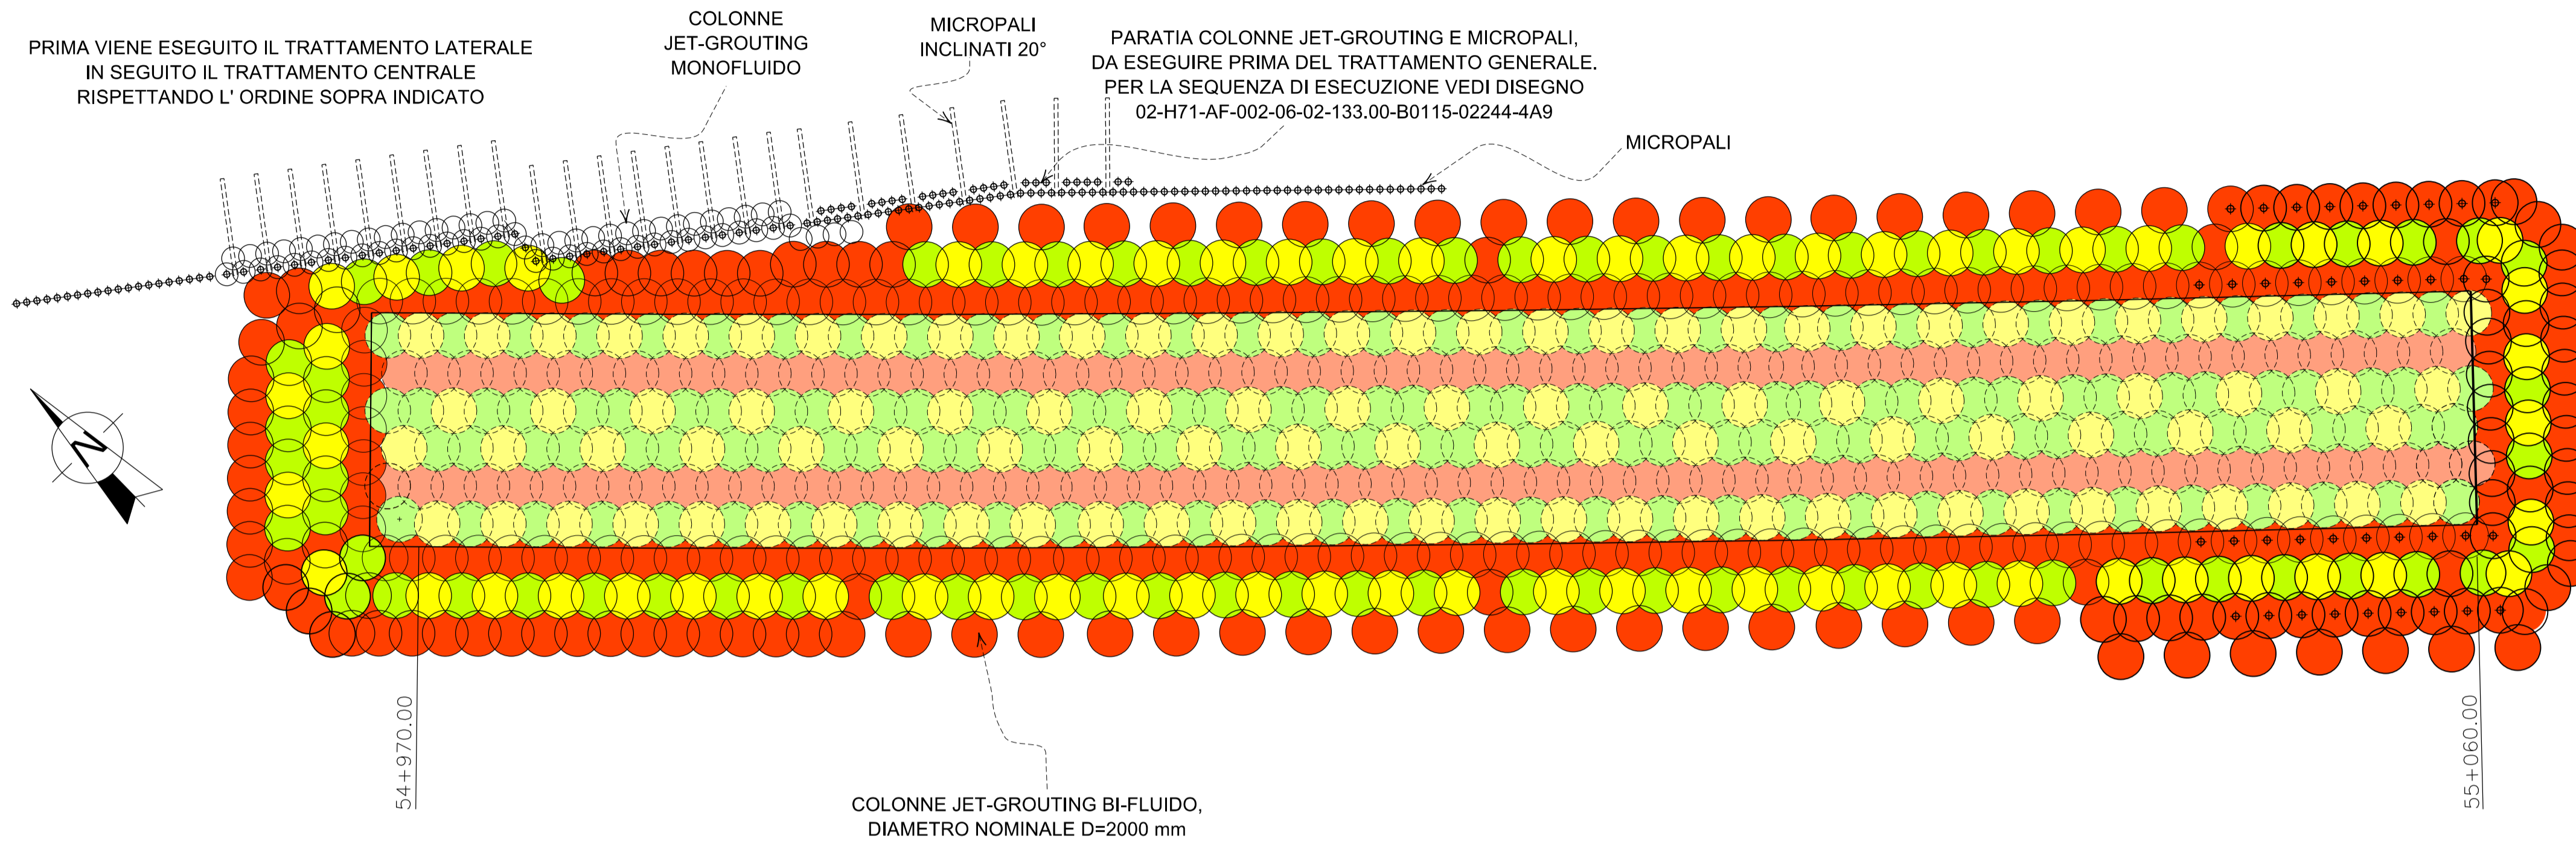 PRIMA VIENE ESEGUITO IL TRATTAMENTO LATERALE
IN SEGUITO IL TRATTAMENTO CENTRALE
RISPETTANDO L' ORDINE SOPRA INDICATO
COLONNE
JET-GROUTING
MONOFLUIDO
MICROPALI
INCLINATI 20°
PARATIA COLONNE JET-GROUTING E MICROPALI,
DA ESEGUIRE PRIMA DEL TRATTAMENTO GENERALE.
PER LA SEQUENZA DI ESECUZIONE VEDI DISEGNO
02-H71-AF-002-06-02-133.00-B0115-02244-4A9
MICROPALI
N
54+970.00
55+060.00
COLONNE JET-GROUTING BI-FLUIDO,
DIAMETRO NOMINALE D=2000 mm